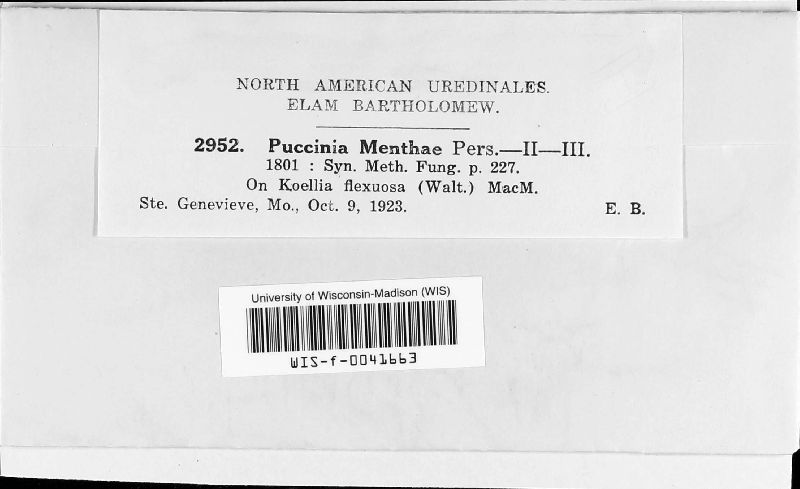 NORTH AMERICAN UREDINALES.
ELAM BARTHOLOMEW.
2952. Puccinia Menthae Pers.—II—III.
1801 : Syn. Meth. Fung. p. 227.
On Koellia flexuosa (Walt.) MacM.
Ste. Genevieve, Mo., Oct. 9, 1923. E. B.
University of Wisconsin-Madison (WIS)
WIS-f-0041663